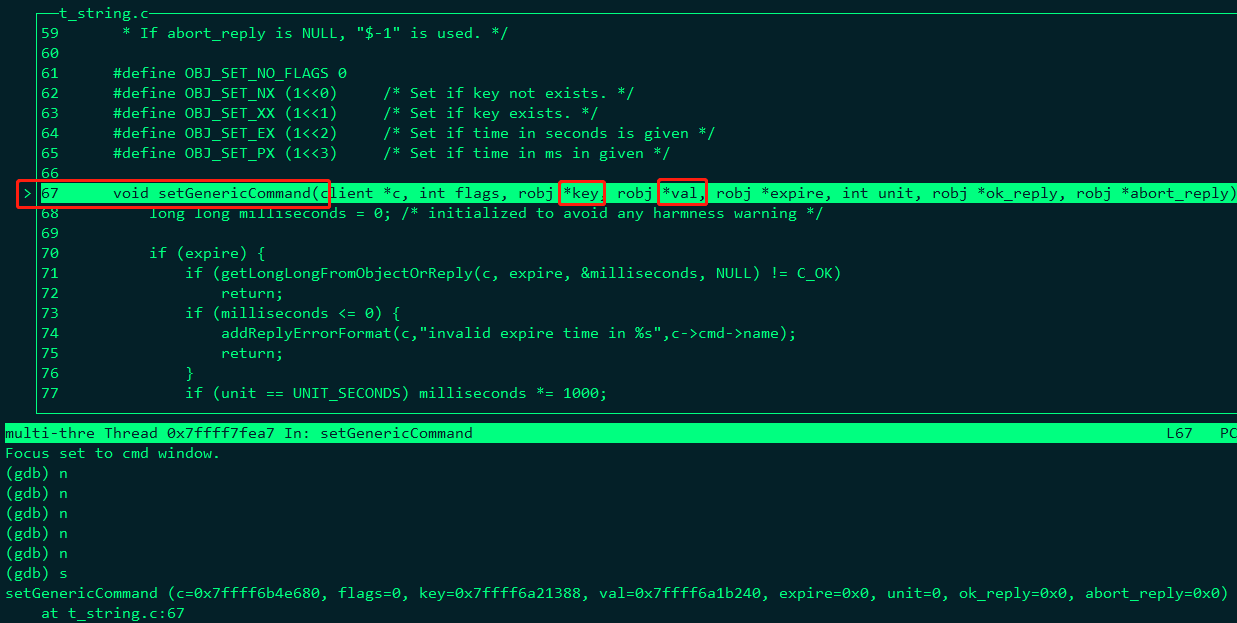 t_string.c
59 * If abort_reply is NULL, "$-1" is used. */
60
61 #define OBJ_SET_NO_FLAGS 0
62 #define OBJ_SET_NX (1<<0) /* Set if key not exists. */
63 #define OBJ_SET_XX (1<<1) /* Set if key exists. */
64 #define OBJ_SET_EX (1<<2) /* Set if time in seconds is given */
65 #define OBJ_SET_PX (1<<3) /* Set if time in ms in given */
66
> 67 void setGenericCommand(client *c, int flags, robj *key, robj *val, robj *expire, int unit, robj *ok_reply, robj *abort_reply)
68 long long milliseconds = 0; /* initialized to avoid any harmness warning */
69
70 if (expire) {
71 if (getLongLongFromObjectOrReply(c, expire, &milliseconds, NULL) != C_OK)
72 return;
73 if (milliseconds <= 0) {
74 addReplyErrorFormat(c,"invalid expire time in %s",c->cmd->name);
75 return;
76 }
77 if (unit == UNIT_SECONDS) milliseconds *= 1000;
multi-thre Thread 0x7ffff7fea7 In: setGenericCommand L67 PC
Focus set to cmd window.
(gdb) n
(gdb) n
(gdb) n
(gdb) n
(gdb) n
(gdb) s
setGenericCommand (c=0x7ffff6b4e680, flags=0, key=0x7ffff6a21388, val=0x7ffff6a1b240, expire=0x0, unit=0, ok_reply=0x0, abort_reply=0x0)
at t_string.c:67